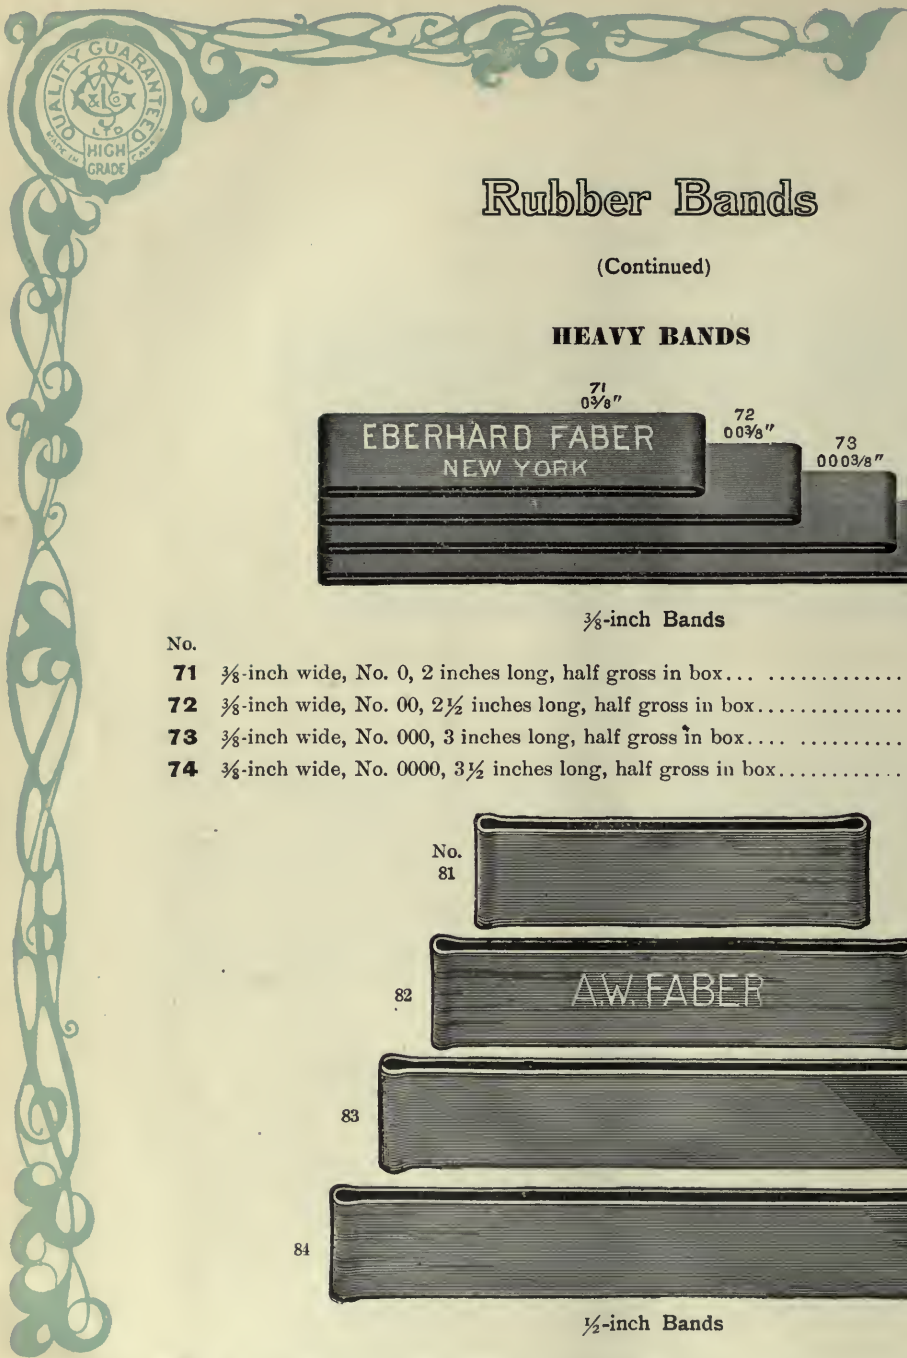 QUALITY GUARANTEED
LTD
MADE IN CANADA
HIGH
GRADE
Rubber Bands
(Continued)
HEAVY BANDS
71
0⅜"
72
00⅜"
73
000⅜"
EBERHARD FABER
NEW YORK
⅜-inch Bands
No.
71 ⅜-inch wide, No. 0, 2 inches long, half gross in box... ..............
72 ⅜-inch wide, No. 00, 2½ inches long, half gross in box..............
73 ⅜-inch wide, No. 000, 3 inches long, half gross in box.... ............
74 ⅜-inch wide, No. 0000, 3½ inches long, half gross in box............
No.
81
82
A.W. FABER
83
84
½-inch Bands